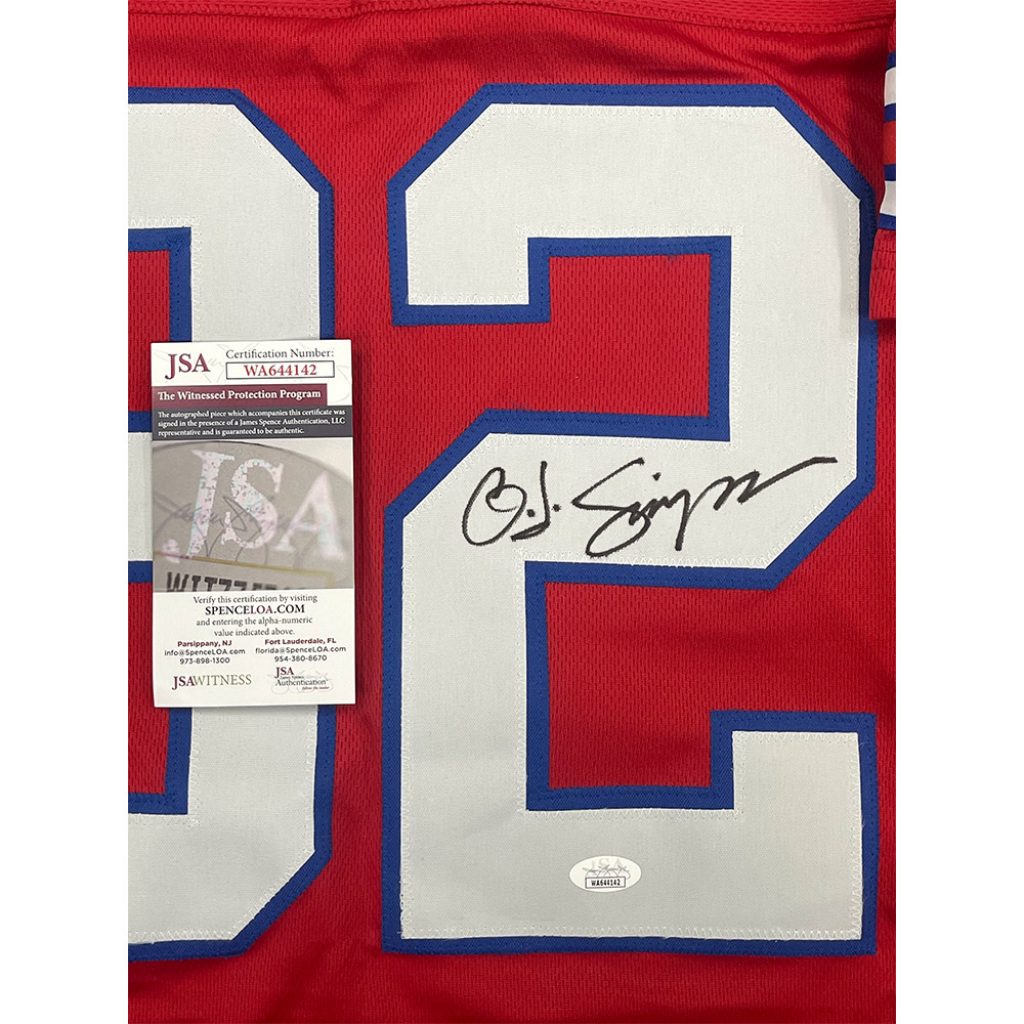 32
JSA Certification Number:
WA644142
The Witnessed Protection Program
The autographed piece which accompanies this certificate was
signed in the presence of a James Spence Authentication, LLC
representative and is guaranteed to be authentic.
JSA
Verify this certification by visiting
SPENCELOA.COM
and entering the alpha-numeric
value indicated above.
Parsippany, NJ
info@SpenceLOA.com
973-898-1300
Fort Lauderdale, FL
florida@SpenceLOA.com
954-380-8670
JSAWITNESS
JSA
James Spence
Authentication
O.J. Simpson
JSA
WA644142